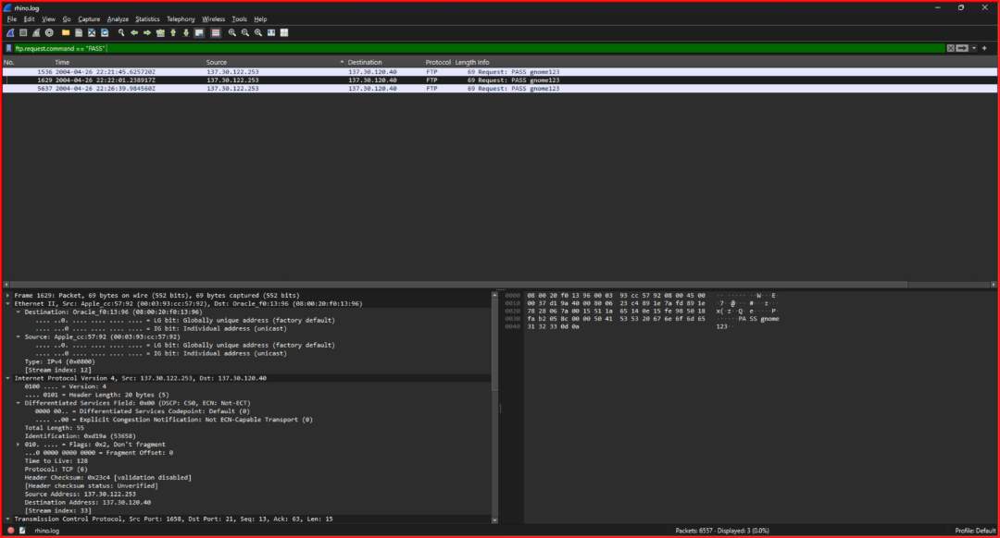 rhino.log
File Edit View Go Capture Analyze Statistics Telephony Wireless Tools Help
ftp.request.command == "PASS"
No. Time Source Destination Protocol Length Info
1536 2004-04-26 22:21:45.625720Z 137.30.122.253 137.30.120.40 FTP 69 Request: PASS gnome123
1629 2004-04-26 22:22:01.238917Z 137.30.122.253 137.30.120.40 FTP 69 Request: PASS gnome123
5637 2004-04-26 22:26:39.984560Z 137.30.122.253 137.30.120.40 FTP 69 Request: PASS gnome123
Frame 1629: Packet, 69 bytes on wire (552 bits), 69 bytes captured (552 bits)
Ethernet II, Src: Apple_cc:57:92 (00:03:93:cc:57:92), Dst: Oracle_f0:13:96 (08:00:20:f0:13:96)
Destination: Oracle_f0:13:96 (08:00:20:f0:13:96)
.... ..0. .... .... .... .... = LG bit: Globally unique address (factory default)
.... ...0 .... .... .... .... = IG bit: Individual address (unicast)
Source: Apple_cc:57:92 (00:03:93:cc:57:92)
.... ..0. .... .... .... .... = LG bit: Globally unique address (factory default)
.... ...0 .... .... .... .... = IG bit: Individual address (unicast)
Type: IPv4 (0x0800)
[Stream index: 12]
Internet Protocol Version 4, Src: 137.30.122.253, Dst: 137.30.120.40
0100 .... = Version: 4
.... 0101 = Header Length: 20 bytes (5)
Differentiated Services Field: 0x00 (DSCP: CS0, ECN: Not-ECT)
0000 00.. = Differentiated Services Codepoint: Default (0)
.... ..00 = Explicit Congestion Notification: Not ECN-Capable Transport (0)
Total Length: 55
Identification: 0xd19a (53658)
010. .... = Flags: 0x2, Don't fragment
...0 0000 0000 0000 = Fragment Offset: 0
Time to Live: 128
Protocol: TCP (6)
Header Checksum: 0x23c4 [validation disabled]
[Header checksum status: Unverified]
Source Address: 137.30.122.253
Destination Address: 137.30.120.40
[Stream index: 33]
Transmission Control Protocol, Src Port: 1658, Dst Port: 21, Seq: 13, Ack: 63, Len: 15
0000 08 00 20 f0 13 96 00 03 93 cc 57 92 08 00 45 00 ·· ·······W···E·
0010 00 37 d1 9a 40 00 80 06 23 c4 89 1e 7a fd 89 1e ·7··@···#···z···
0020 78 28 06 7a 00 15 51 1a 65 14 0e 15 fe 98 50 18 x(·z··Q·e·····P·
0030 fa b2 05 8c 00 00 50 41 53 53 20 67 6e 6f 6d 65 ······PASS gnome
0040 31 32 33 0d 0a 123··
rhino.log
Packets: 6557 · Displayed: 3 (0.0%)
Profile: Default